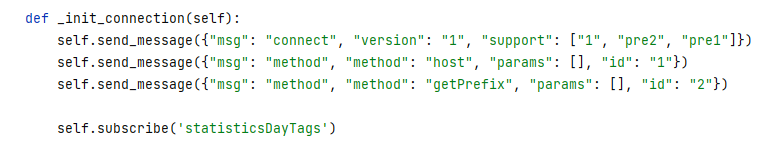 def _init_connection(self):
    self.send_message({"msg": "connect", "version": "1", "support": ["1", "pre2", "pre1"]})
    self.send_message({"msg": "method", "method": "host", "params": [], "id": "1"})
    self.send_message({"msg": "method", "method": "getPrefix", "params": [], "id": "2"})

    self.subscribe('statisticsDayTags')